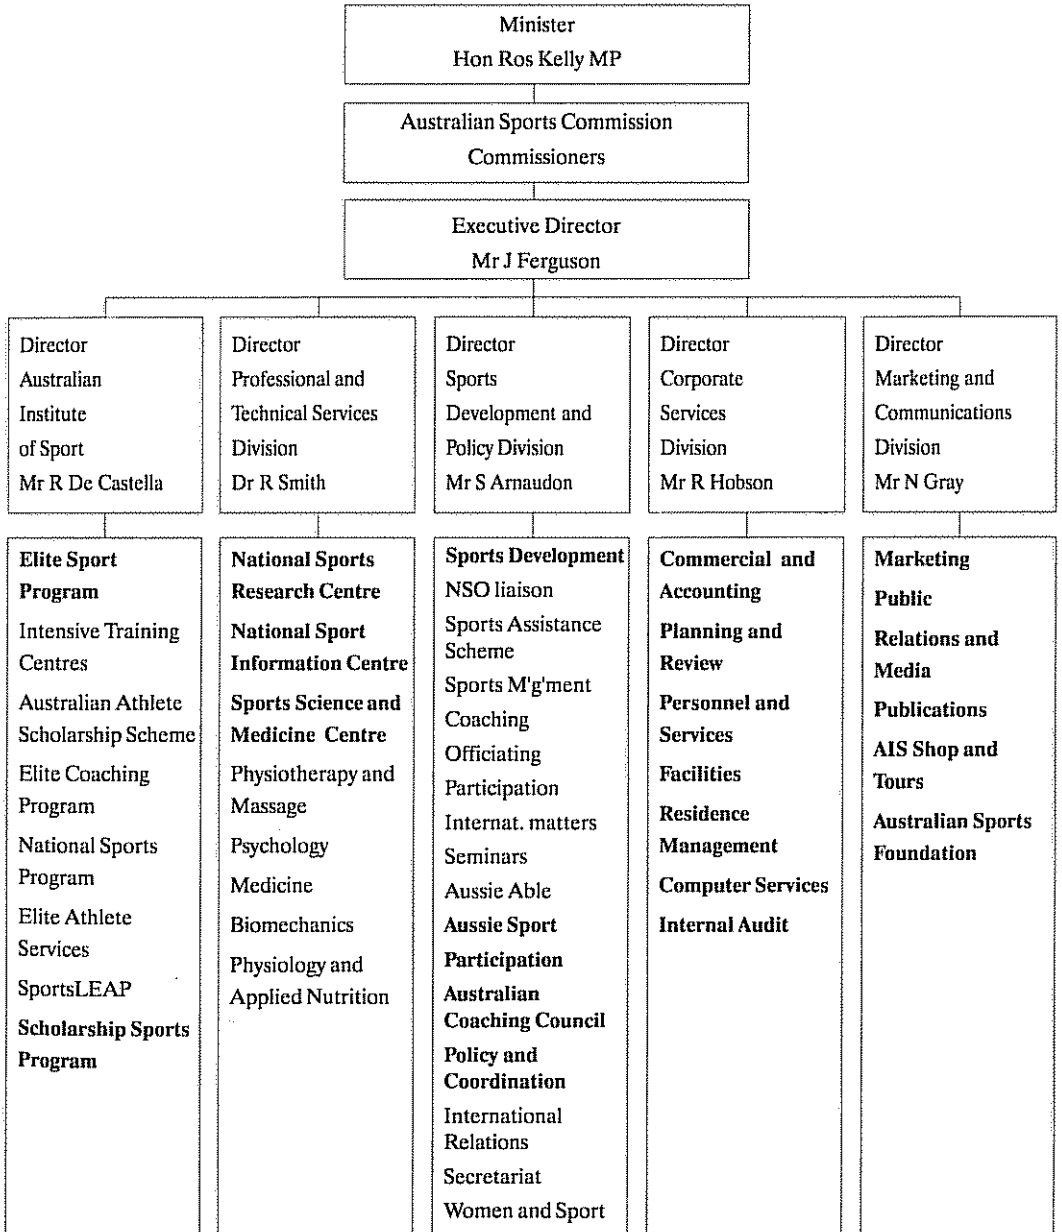 Minister
Hon Ros Kelly MP
Australian Sports Commission
Commissioners
Executive Director
Mr J Ferguson
Director
Australian
Institute
of Sport
Mr R De Castella
Director
Professional and
Technical Services
Division
Dr R Smith
Director
Sports
Development and
Policy Division
Mr S Arnaudon
Director
Corporate
Services
Division
Mr R Hobson
Director
Marketing and
Communications
Division
Mr N Gray
Elite Sport
Program
Intensive Training
Centres
Australian Athlete
Scholarship Scheme
Elite Coaching
Program
National Sports
Program
Elite Athlete
Services
SportsLEAP
Scholarship Sports
Program
National Sports
Research Centre
National Sport
Information Centre
Sports Science and
Medicine Centre
Physiotherapy and
Massage
Psychology
Medicine
Biomechanics
Physiology and
Applied Nutrition
Sports Development
NSO liaison
Sports Assistance
Scheme
Sports M'g'ment
Coaching
Officiating
Participation
Internat. matters
Seminars
Aussie Able
Aussie Sport
Participation
Australian
Coaching Council
Policy and
Coordination
International
Relations
Secretariat
Women and Sport
Commercial and
Accounting
Planning and
Review
Personnel and
Services
Facilities
Residence
Management
Computer Services
Internal Audit
Marketing
Public
Relations and
Media
Publications
AIS Shop and
Tours
Australian Sports
Foundation